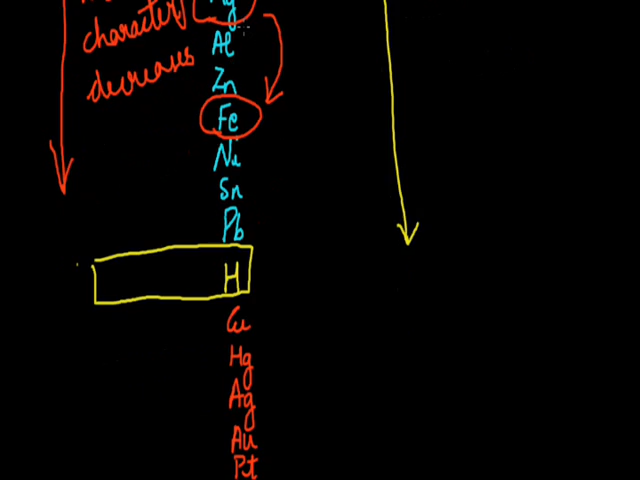 character
decreases
Al
Zn
Fe
Ni
Sn
Pb
H
Cu
Hg
Ag
Au
Pt